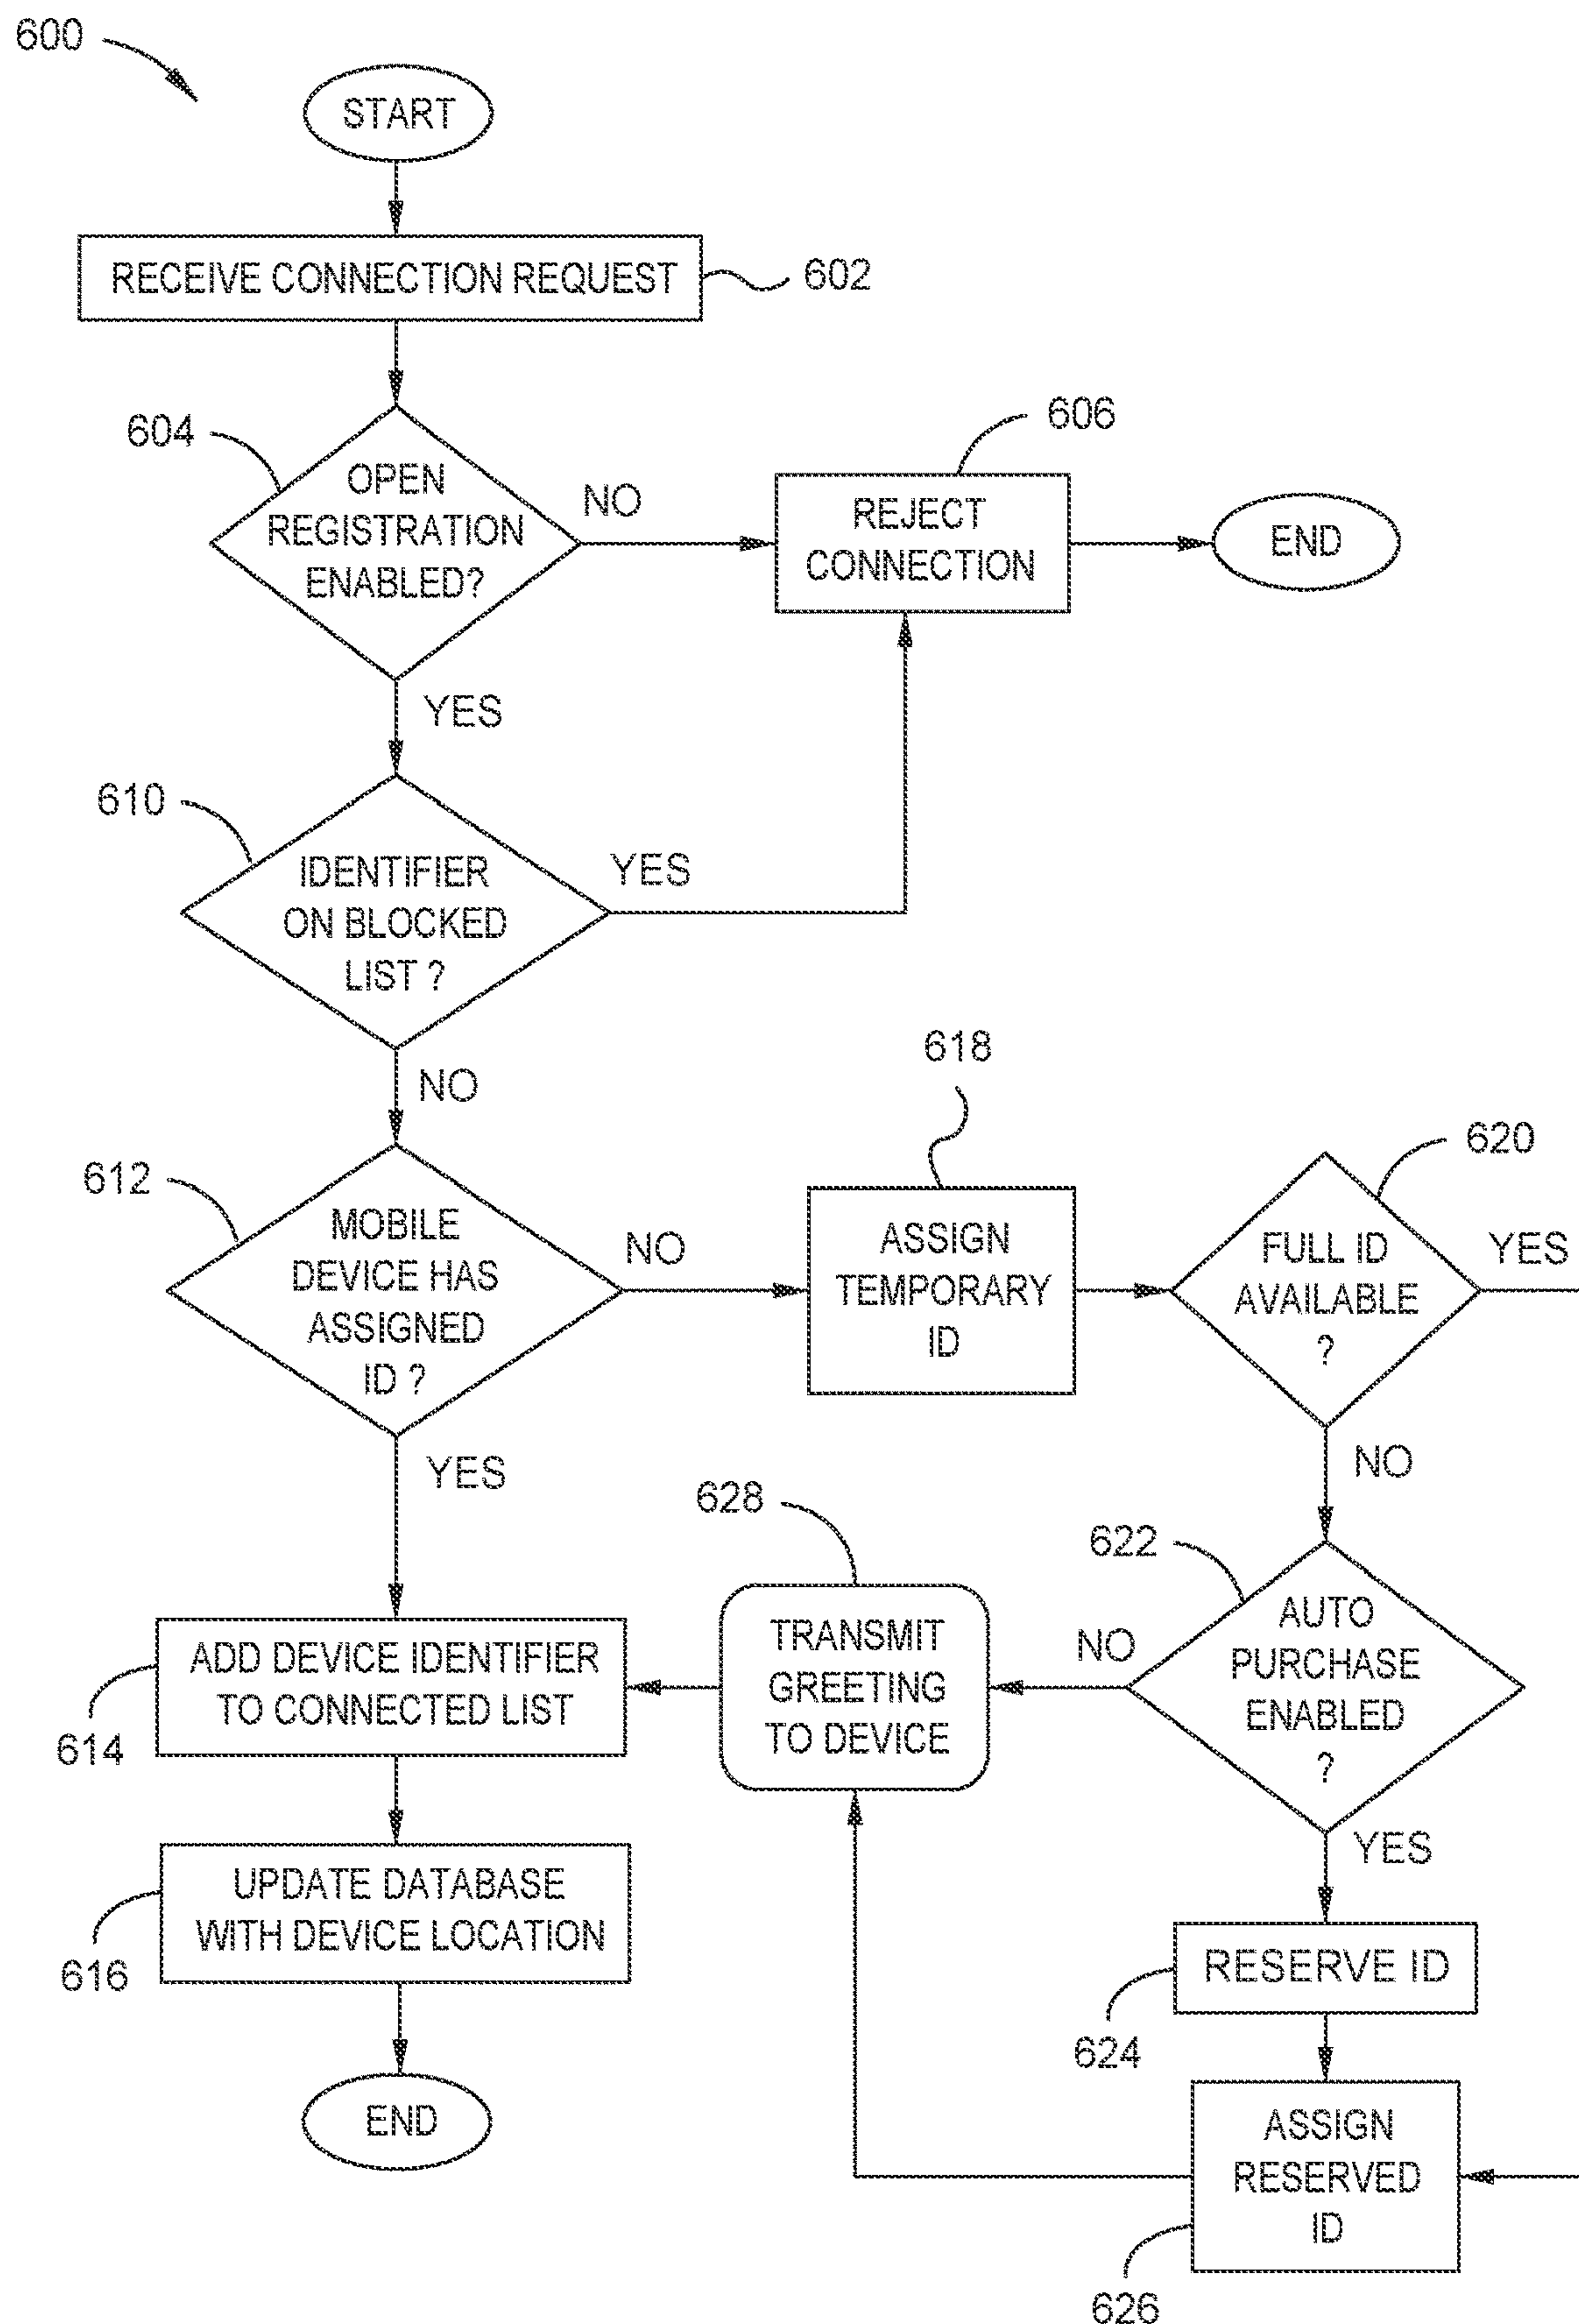 600
START
RECEIVE CONNECTION REQUEST
602
604
OPEN
REGISTRATION
ENABLED?
NO
606
REJECT
CONNECTION
END
YES
610
IDENTIFIER
ON BLOCKED
LIST ?
YES
NO
612
MOBILE
DEVICE HAS
ASSIGNED
ID ?
NO
618
ASSIGN
TEMPORARY
ID
620
FULL ID
AVAILABLE
?
YES
NO
YES
622
AUTO
PURCHASE
ENABLED
?
NO
628
TRANSMIT
GREETING
TO DEVICE
ADD DEVICE IDENTIFIER
TO CONNECTED LIST
614
UPDATE DATABASE
WITH DEVICE LOCATION
616
END
YES
RESERVE ID
624
ASSIGN
RESERVED
ID
626